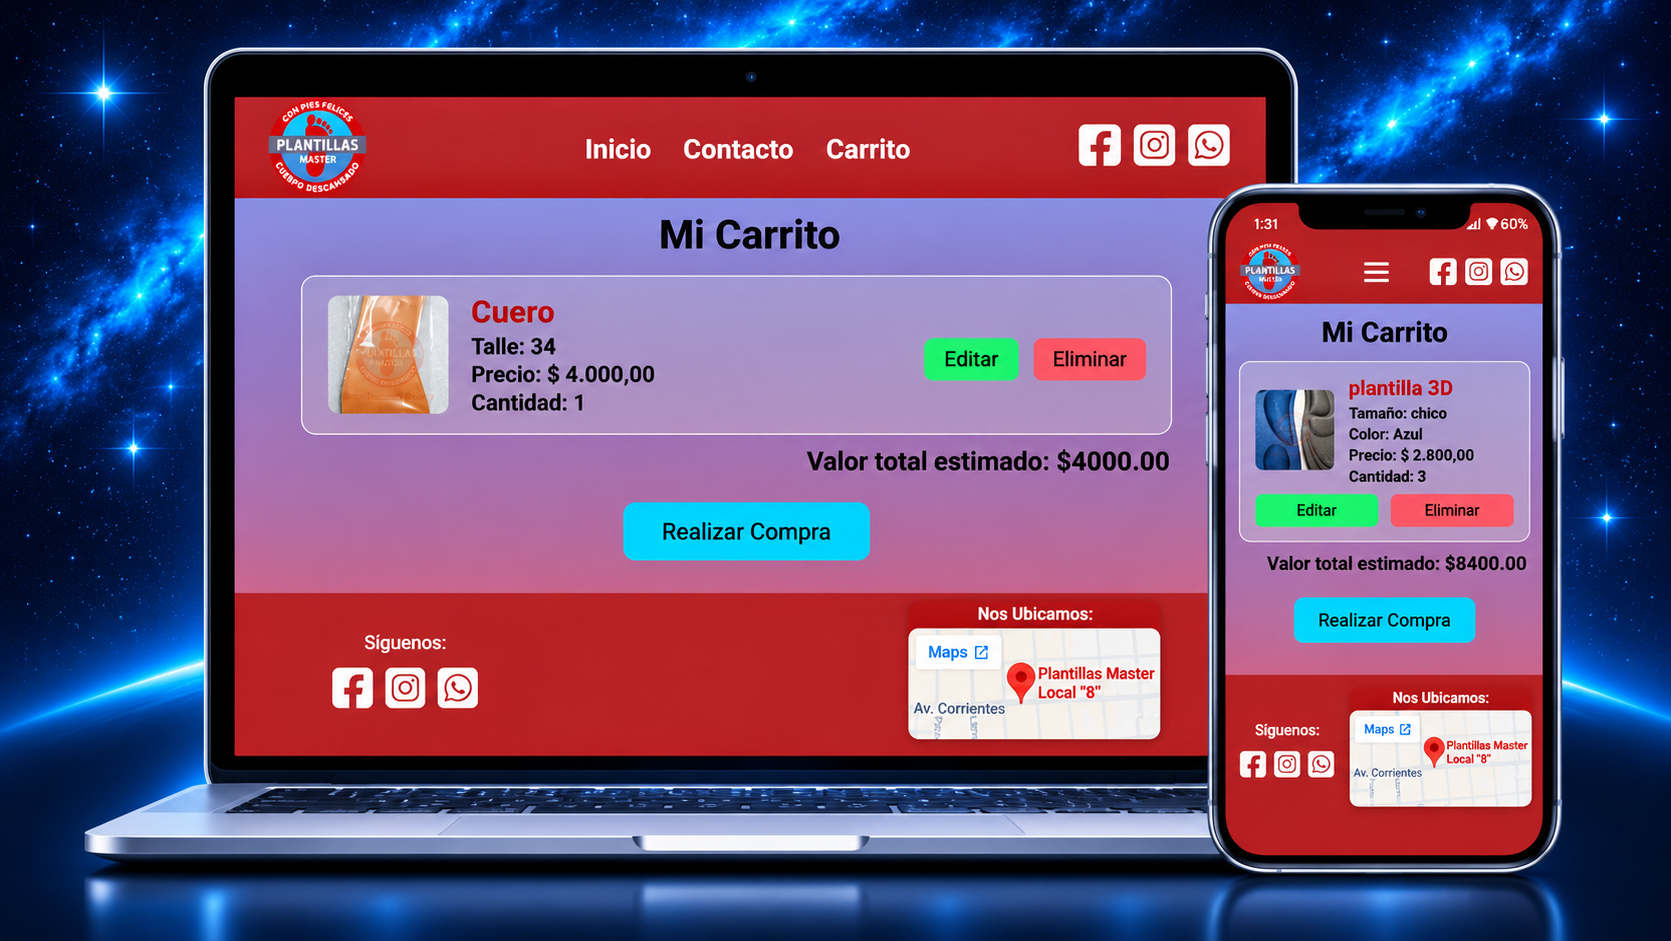 CON PIES FELICES
PLANTILLAS
MASTER
CUERPO DESCANSADO
Inicio Contacto Carrito
Mi Carrito
Cuero
Talle: 34
Precio: $ 4.000,00
Cantidad: 1
Editar Eliminar
Valor total estimado: $4000.00
Realizar Compra
Síguenos:
Nos Ubicamos:
Maps
Plantillas Master
Local "8"
Av. Corrientes
1:31 60%
PLANTILLAS
Mi Carrito
plantilla 3D
Tamaño: chico
Color: Azul
Precio: $ 2.800,00
Cantidad: 3
Editar Eliminar
Valor total estimado: $8400.00
Realizar Compra
Síguenos:
Nos Ubicamos:
Maps
Plantillas Master
Local "8"
Av. Corrientes